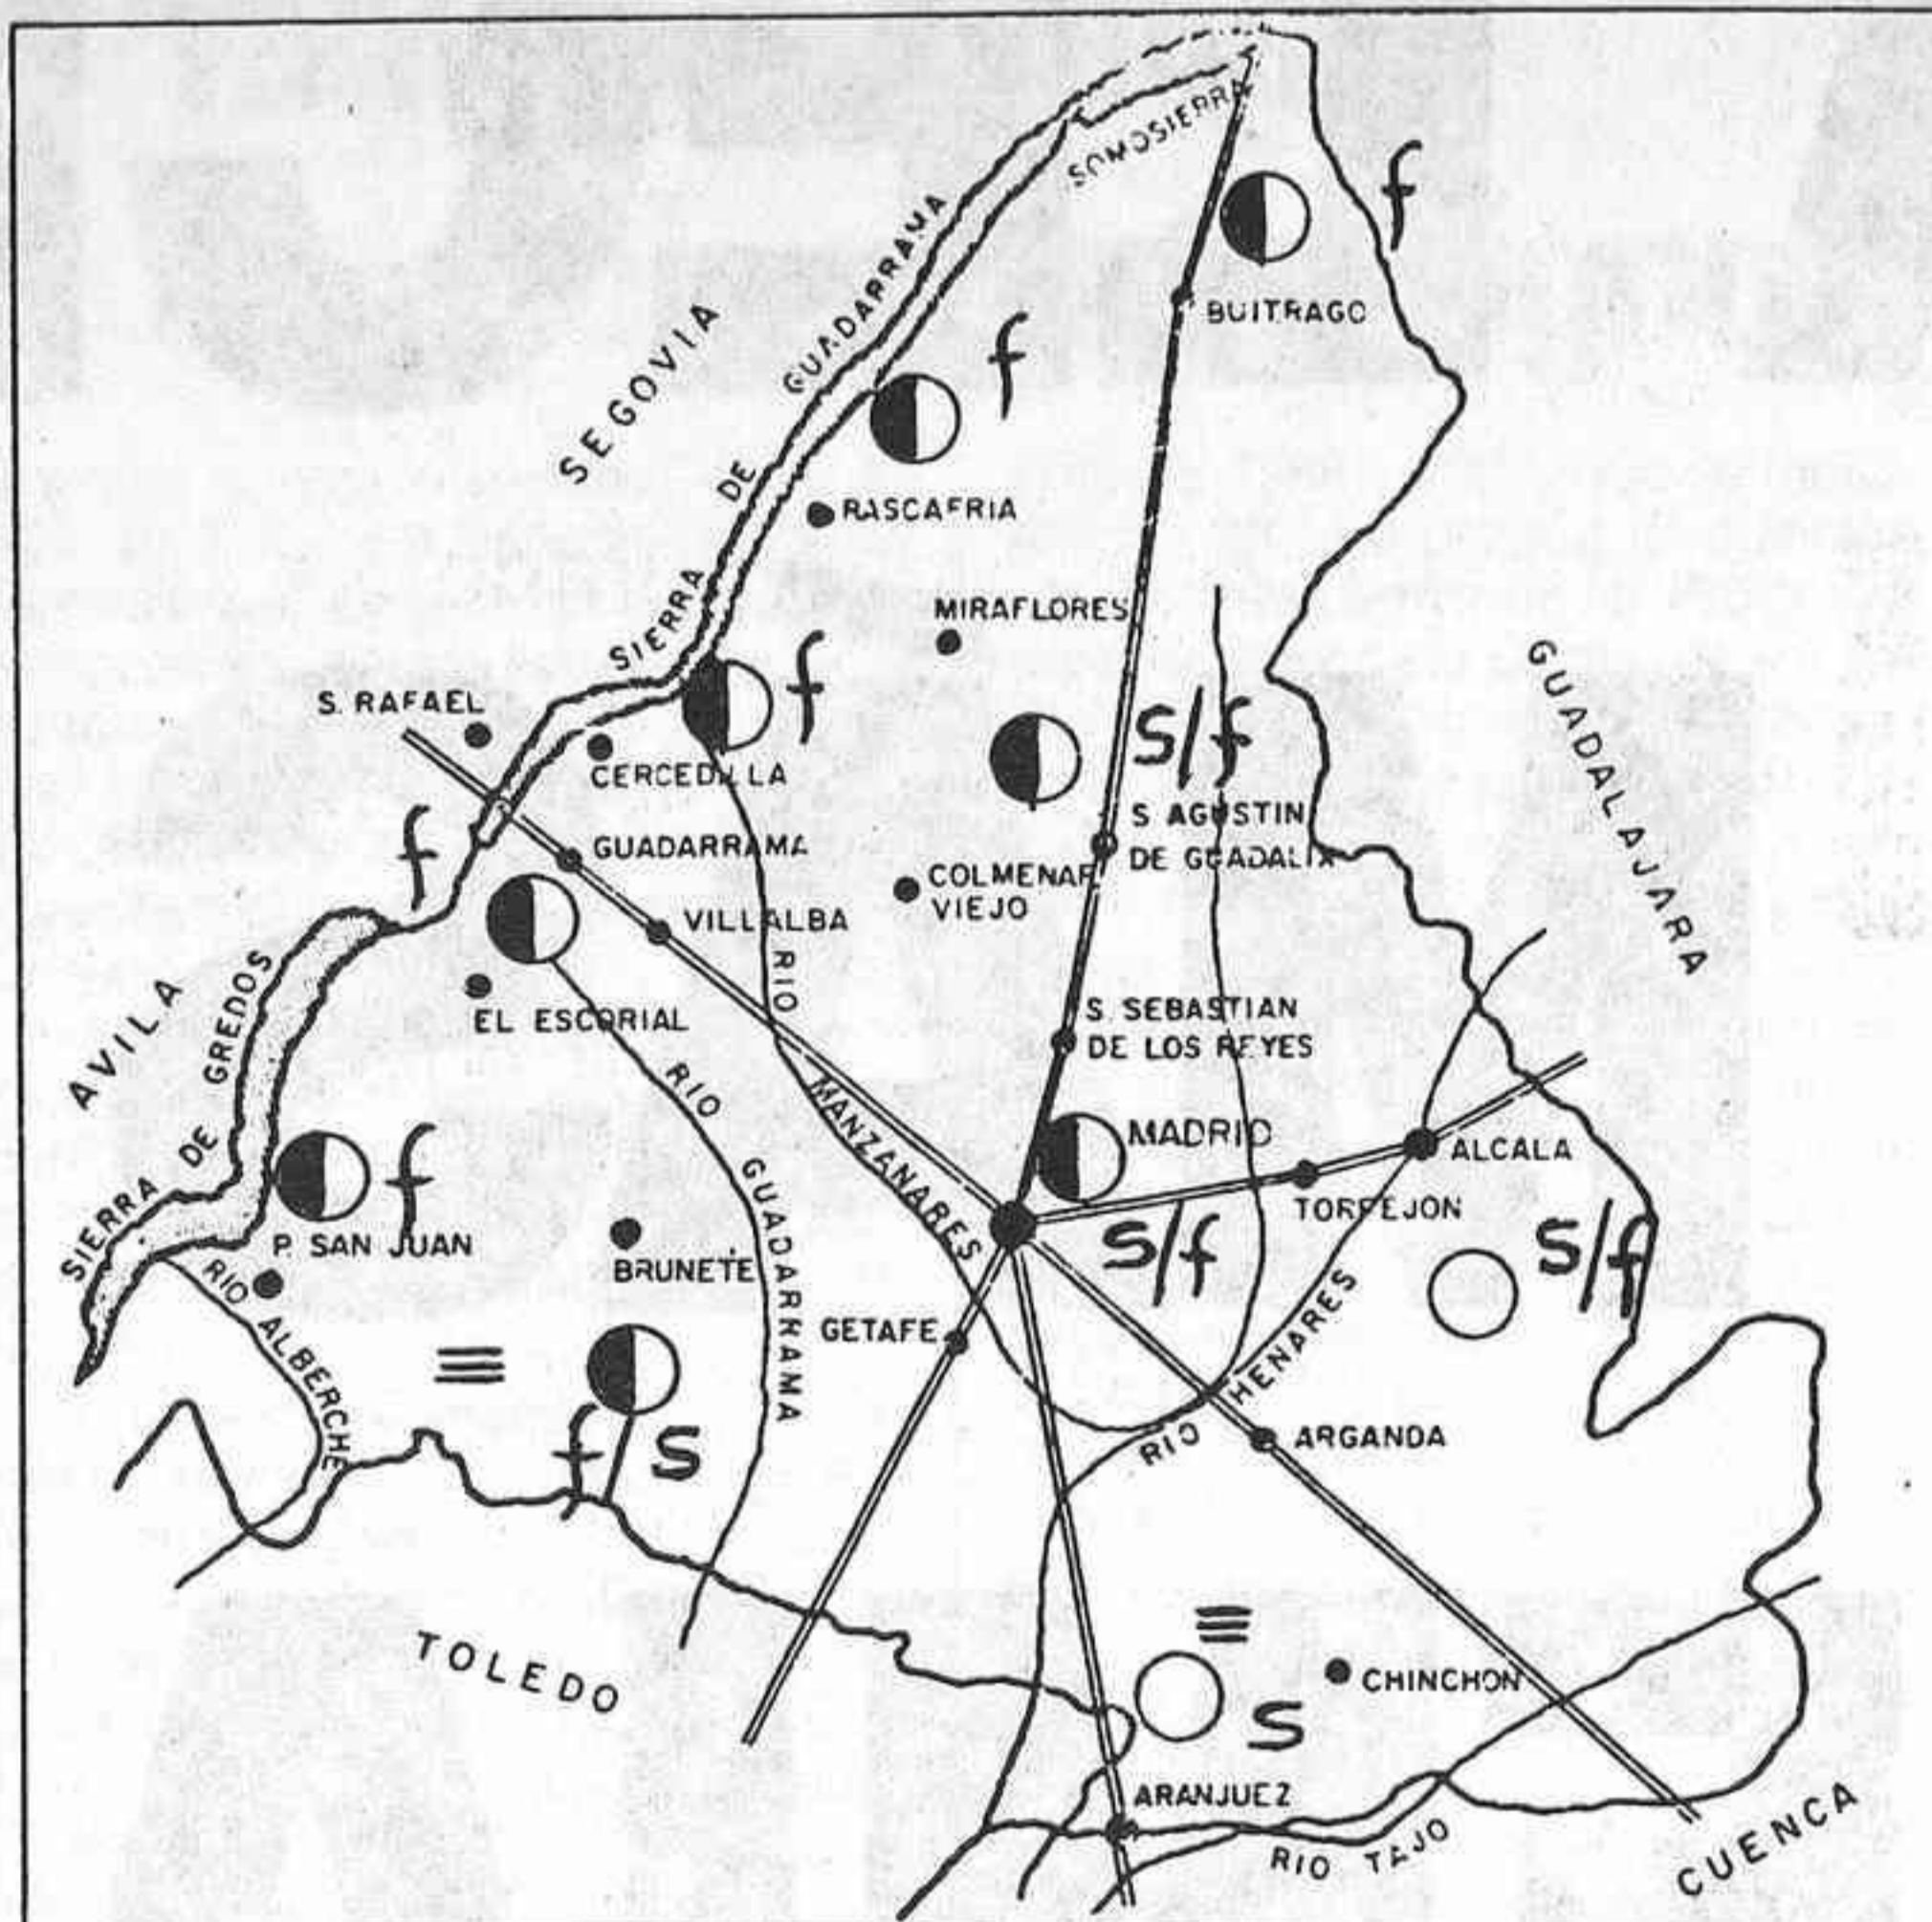 SOMOSIERRA
f
BUITRAGO
SEGOVIA
SIERRA DE GUADARRAMA
f
RASCAFRIA
MIRAFLORES
GUADALAJARA
S. RAFAEL
f
CERCEDILLA
S/f
S AGUSTIN
DE GUADALIX
f
GUADARRAMA
COLMENAR
VIEJO
VILLALBA
RIO MANZANARES
EL ESCORIAL
S. SEBASTIAN
DE LOS REYES
AVILA
SIERRA DE GREDOS
RIO GUADARRAMA
MADRID
ALCALA
f
TORREJON
P. SAN JUAN
BRUNETE
S/f
S/f
RIO ALBERCHE
GETAFE
RIO HENARES
f S
ARGANDA
TOLEDO
CHINCHON
S
ARANJUEZ
RIO TAJO
CUENCA